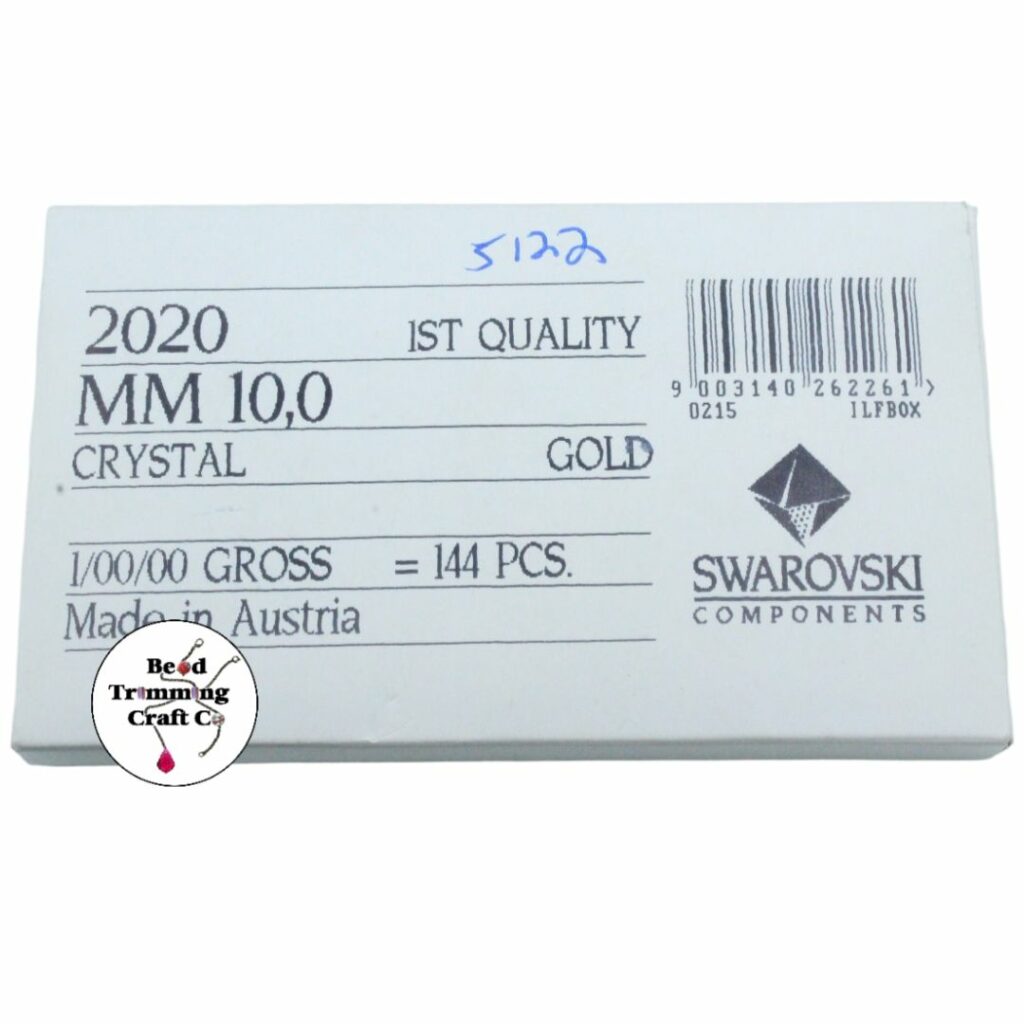 5122
2020 1ST QUALITY
MM 10,0
CRYSTAL GOLD
1/00/00 GROSS = 144 PCS.
Made in Austria
9 003140 262261 >
0215 ILFBOX
SWAROVSKI
COMPONENTS
Bead
Trimming
Craft Co